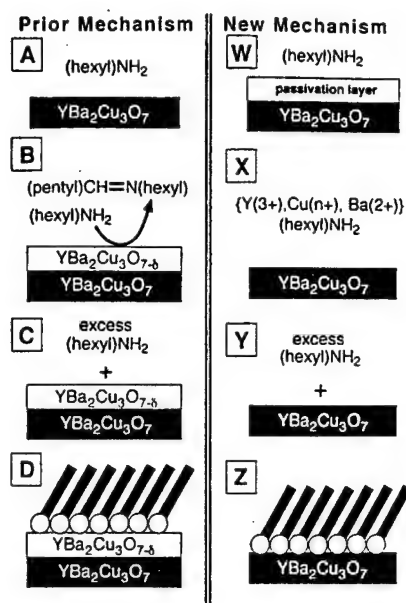 Prior Mechanism
A
(hexyl)NH₂
YBa₂Cu₃O₇
B
(pentyl)CH=N(hexyl)
(hexyl)NH₂
YBa₂Cu₃O₇₋δ
YBa₂Cu₃O₇
C
excess
(hexyl)NH₂
+
YBa₂Cu₃O₇₋δ
YBa₂Cu₃O₇
D
YBa₂Cu₃O₇₋δ
YBa₂Cu₃O₇
New Mechanism
W
(hexyl)NH₂
passivation layer
YBa₂Cu₃O₇
X
{Y(3+),Cu(n+), Ba(2+)}
(hexyl)NH₂
YBa₂Cu₃O₇
Y
excess
(hexyl)NH₂
+
YBa₂Cu₃O₇
Z
YBa₂Cu₃O₇